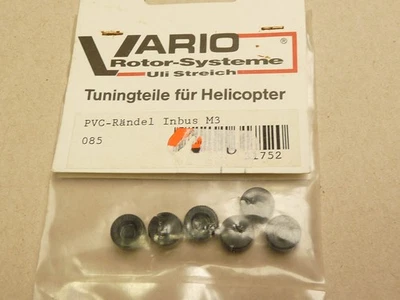 VARIO
Rotor-Systeme
®
Uli Streich
Tuningteile für Helicopter
PVC-Rändel Inbus M3
085
1752